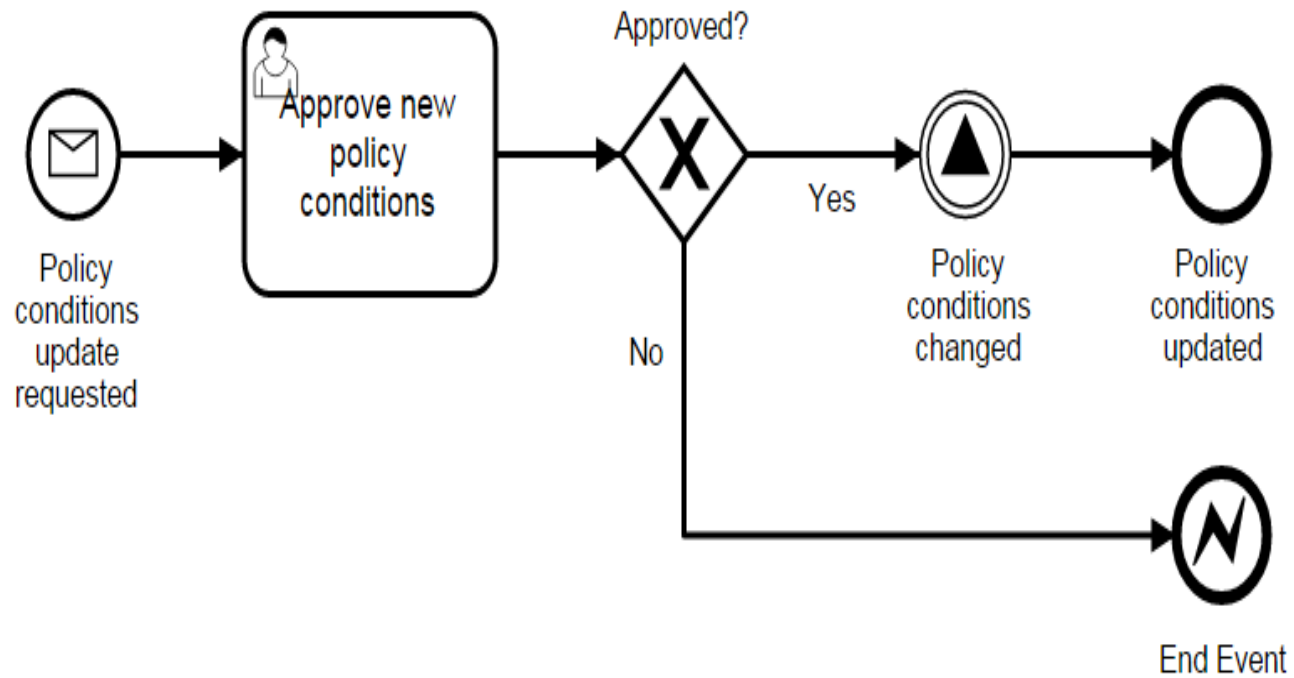 Approved?
Approve new
policy
conditions
Yes
No
Policy
conditions
update
requested
Policy
conditions
changed
Policy
conditions
updated
End Event